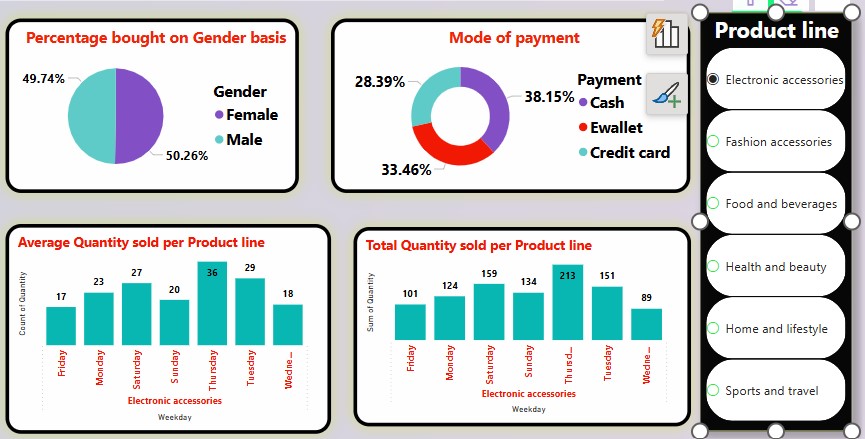 Percentage bought on Gender basis
49.74%
50.26%
Gender
Female
Male
Mode of payment
28.39%
38.15%
33.46%
Payment
Cash
Ewallet
Credit card
Product line
Electronic accessories
Fashion accessories
Food and beverages
Health and beauty
Home and lifestyle
Sports and travel
Average Quantity sold per Product line
Count of Quantity
17
23
27
20
36
29
18
Friday
Monday
Saturday
Sunday
Thursday
Tuesday
Wedne...
Electronic accessories
Weekday
Total Quantity sold per Product line
Sum of Quantity
101
124
159
134
213
151
89
Friday
Monday
Saturday
Sunday
Thursd...
Tuesday
Wedne...
Electronic accessories
Weekday